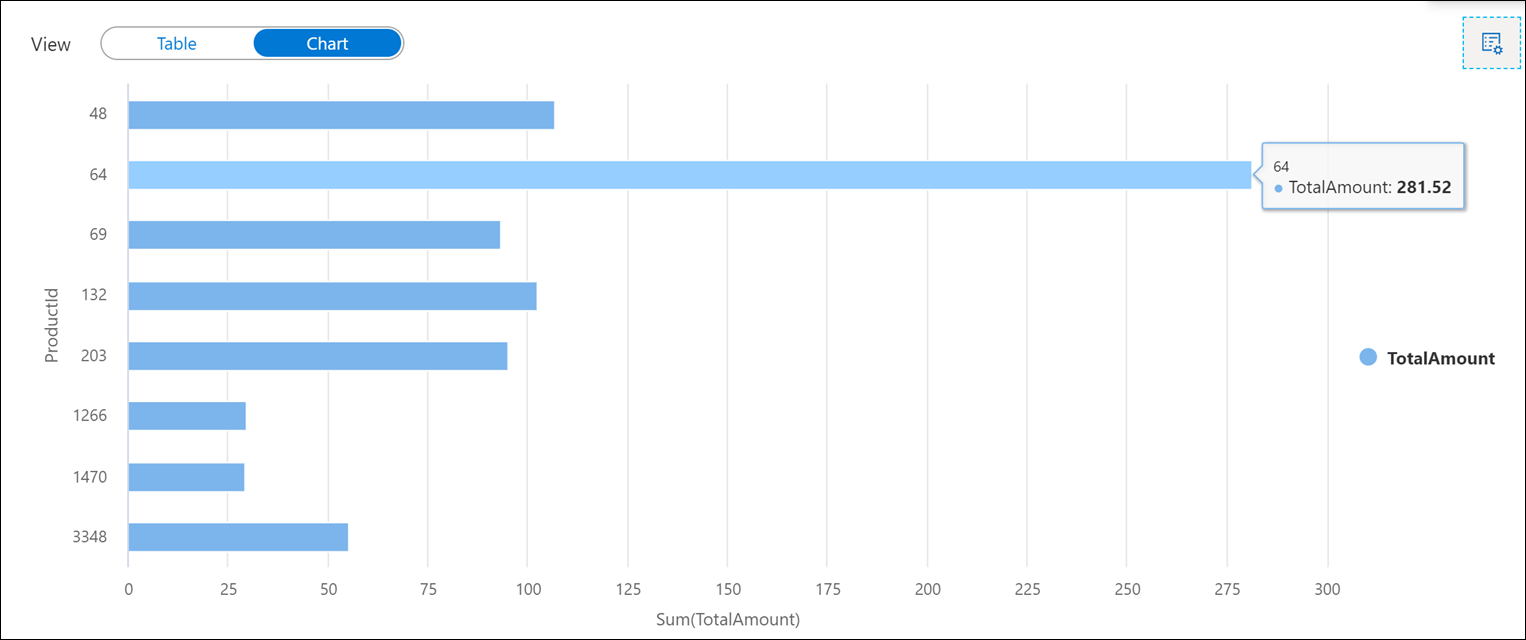 View
Table
Chart
48
64
69
132
203
1266
1470
3348
ProductId
64
TotalAmount: 281.52
TotalAmount
0 25 50 75 100 125 150 175 200 225 250 275 300
Sum(TotalAmount)